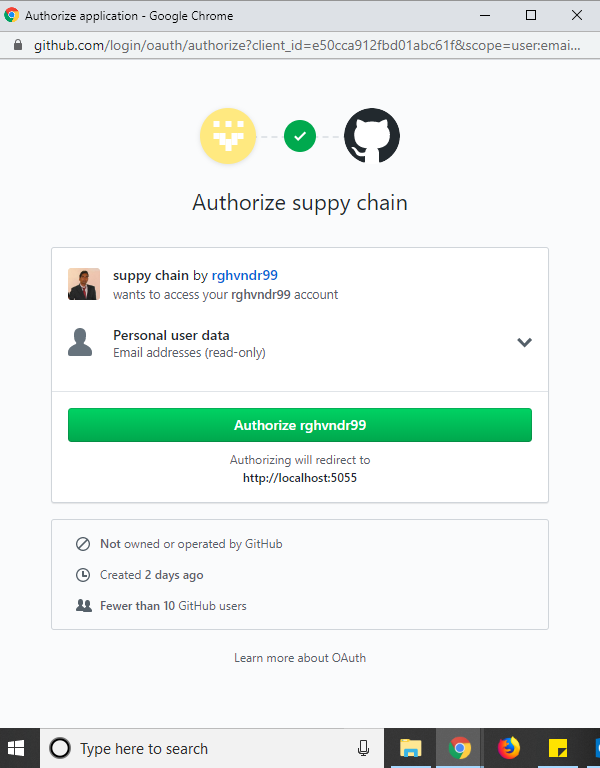 Authorize application - Google Chrome
github.com/login/oauth/authorize?client_id=e50cca912fbd01abc61f&scope=user:emai...
Authorize suppy chain
suppy chain by rghvndr99
wants to access your rghvndr99 account
Personal user data
Email addresses (read-only)
Authorize rghvndr99
Authorizing will redirect to
http://localhost:5055
Not owned or operated by GitHub
Created 2 days ago
Fewer than 10 GitHub users
Learn more about OAuth
Type here to search